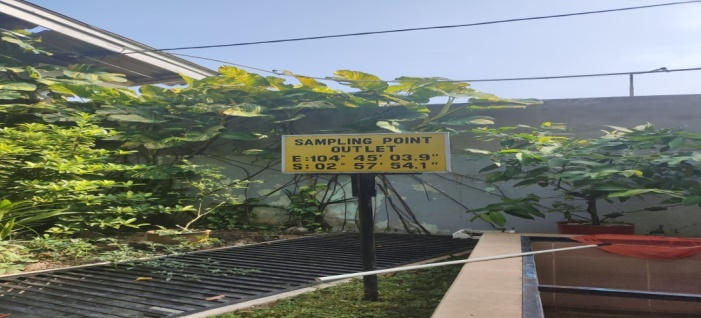 SAMPLING POINT
OUTLET
E: 104° 45' 03.9"
S: 02° 57' 54.1"